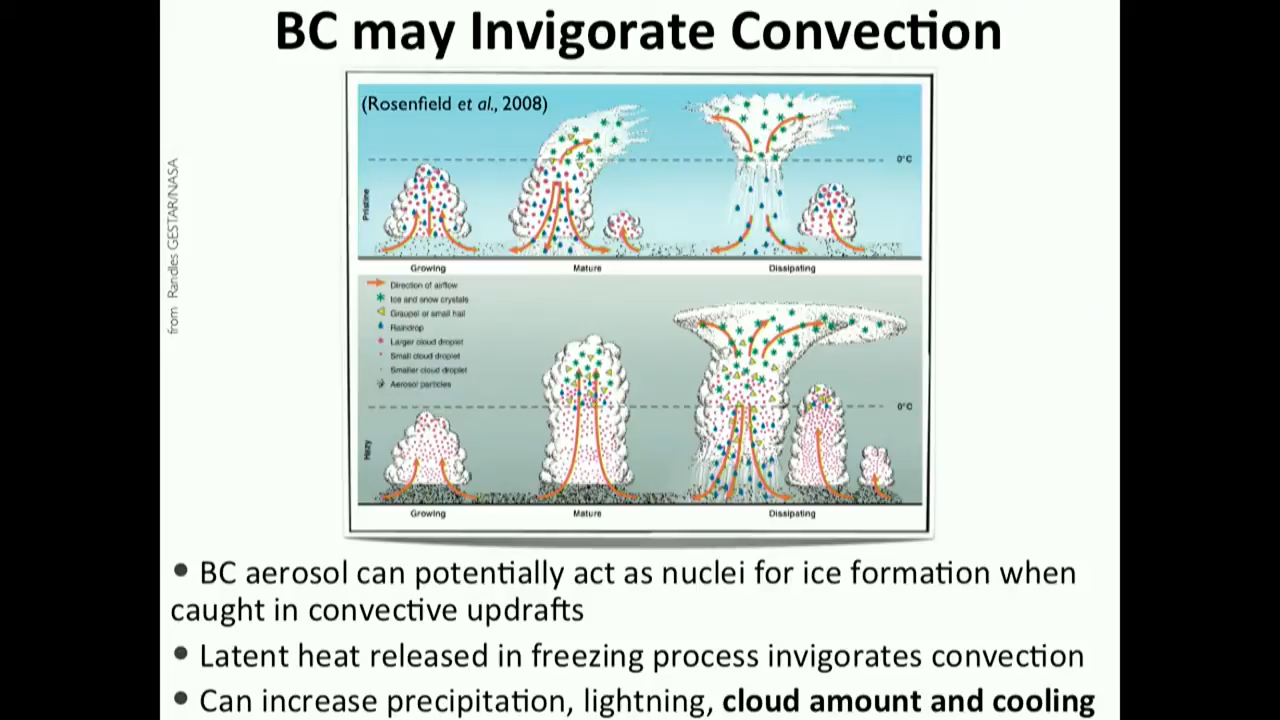 BC may Invigorate Convection
from Randles GESTAR/NASA
(Rosenfield et al., 2008)
0°C
Pristine
Growing Mature Dissipating
Direction of airflow
Ice and snow crystals
Graupel or small hail
Raindrop
Larger cloud droplet
Small cloud droplet
Smaller cloud droplet
Aerosol particles
0°C
Hazy
Growing Mature Dissipating
• BC aerosol can potentially act as nuclei for ice formation when
caught in convective updrafts
• Latent heat released in freezing process invigorates convection
• Can increase precipitation, lightning, cloud amount and cooling